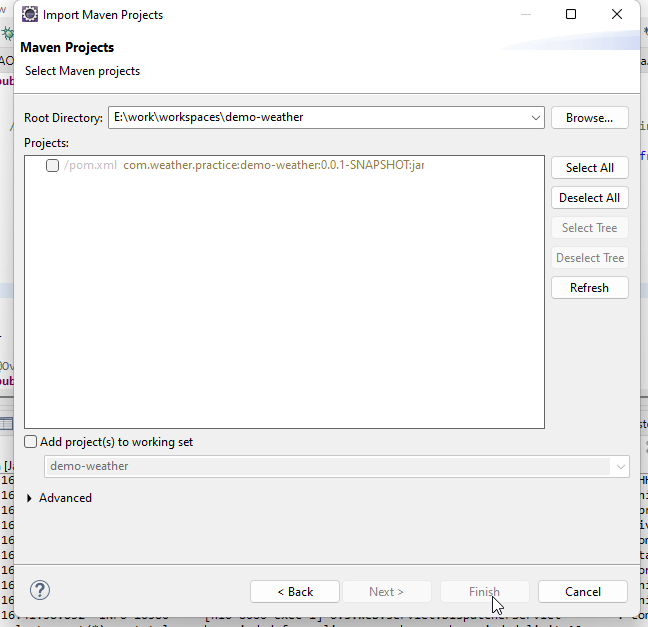 Import Maven Projects
Maven Projects
Select Maven projects
Root Directory: E:\work\workspaces\demo-weather Browse...
Projects:
/pom.xml com.weather.practice:demo-weather:0.0.1-SNAPSHOT:jar
Select All
Deselect All
Select Tree
Deselect Tree
Refresh
Add project(s) to working set
demo-weather
Advanced
< Back Next > Finish Cancel